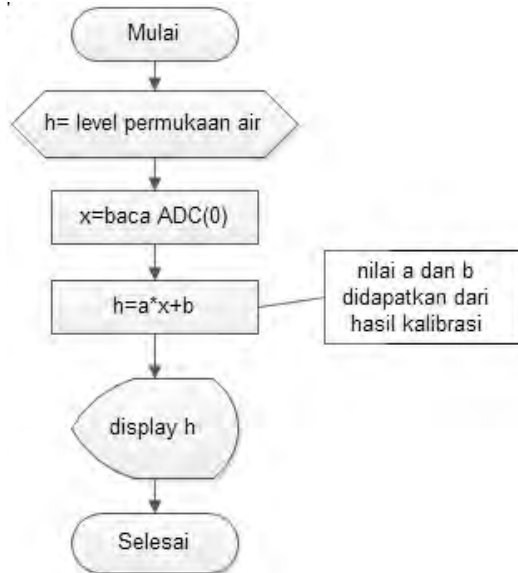 Mulai
h= level permukaan air
x=baca ADC(0)
h=a*x+b
nilai a dan b
didapatkan dari
hasil kalibrasi
display h
Selesai